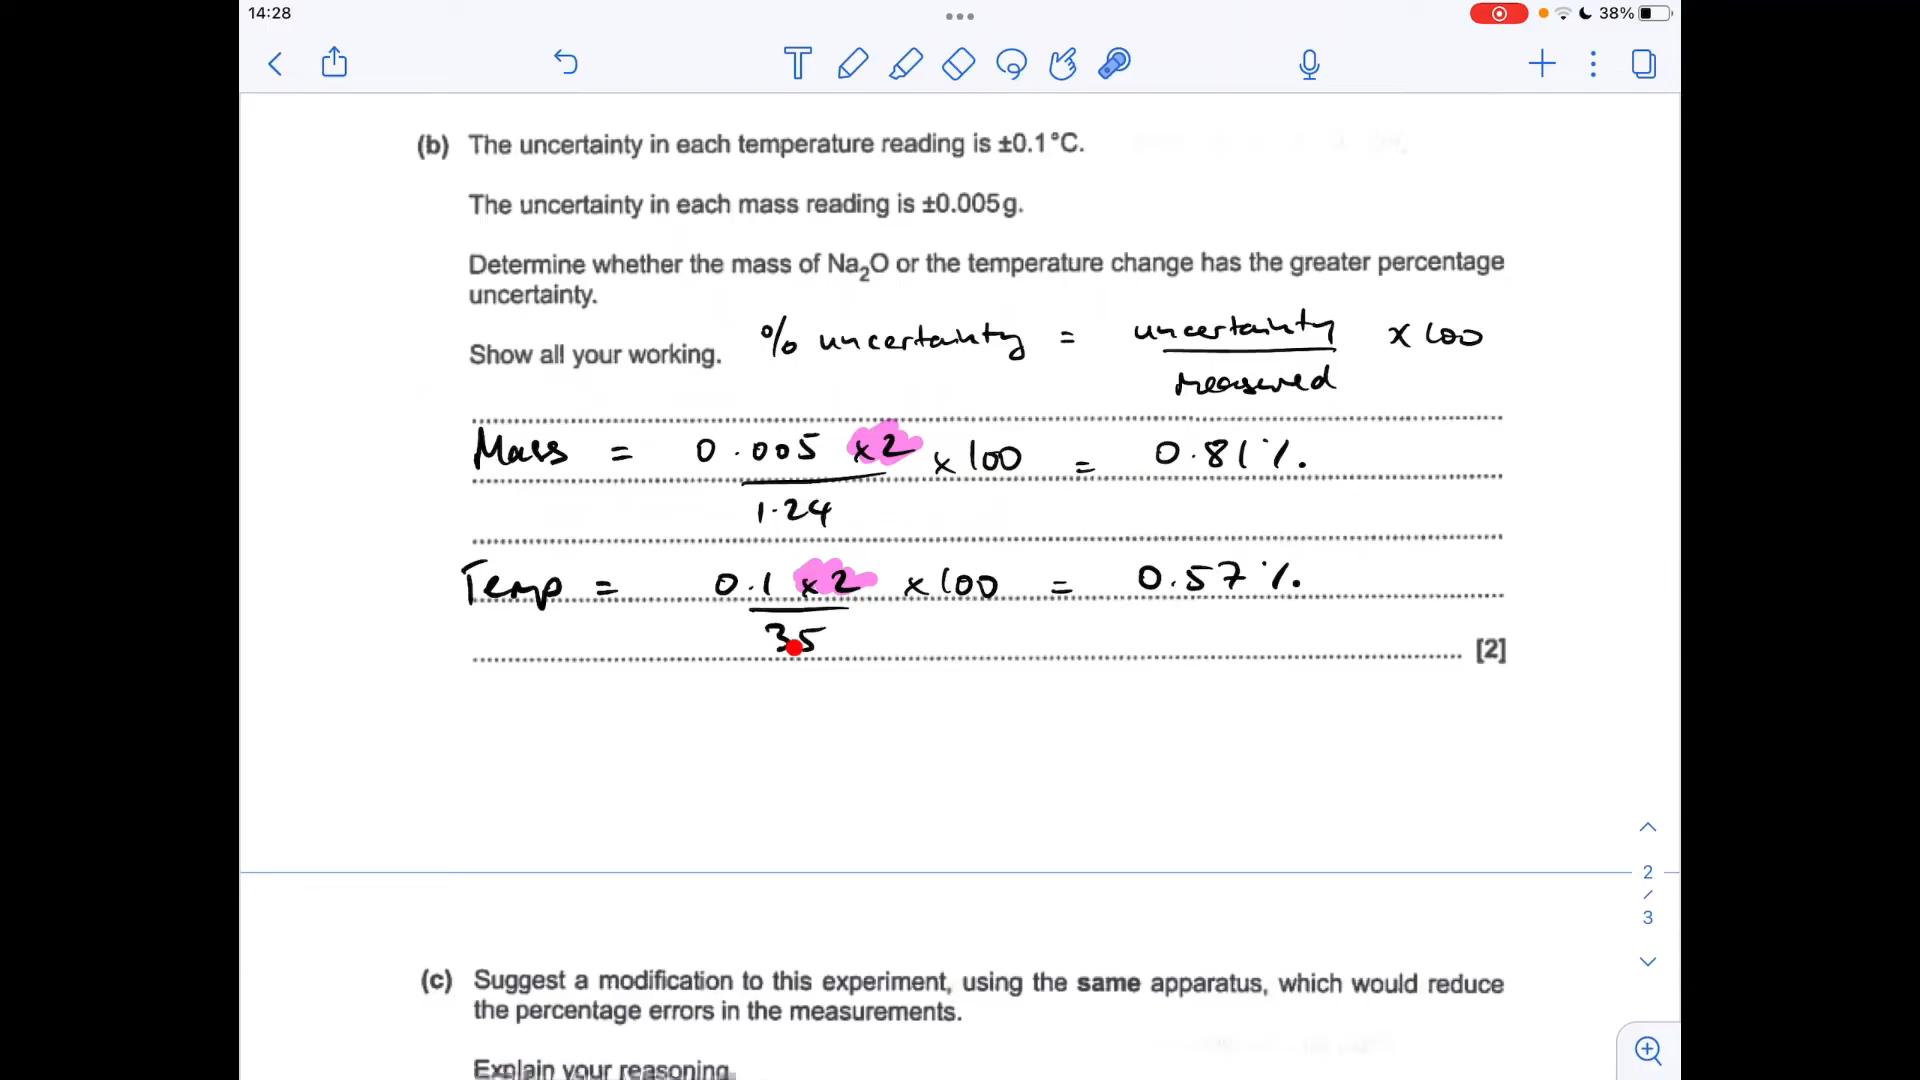 14:28
38%
(b) The uncertainty in each temperature reading is ±0.1°C.
The uncertainty in each mass reading is ±0.005g.
Determine whether the mass of Na₂O or the temperature change has the greater percentage
uncertainty.
Show all your working.
% uncertainty = uncertainty / measured × 100
Mass = 0.005 × 2 / 1.24 × 100 = 0.81%.
Temp = 0.1 × 2 / 35 × 100 = 0.57%.
[2]
2
/
3
(c) Suggest a modification to this experiment, using the same apparatus, which would reduce
the percentage errors in the measurements.
Explain your reasoning.